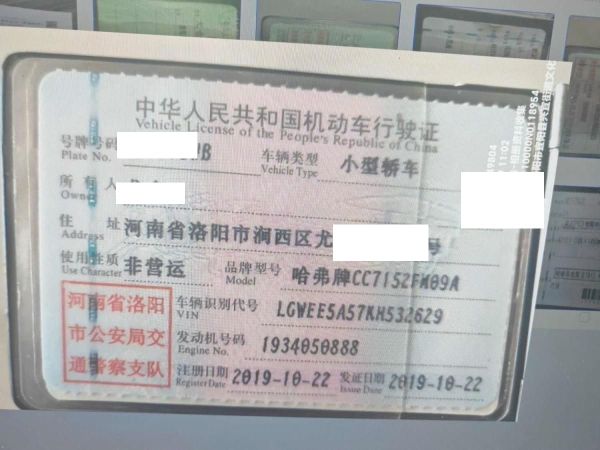 中华人民共和国机动车行驶证
Vehicle License of the People's Republic of China
号牌号码 B
Plate No.
车辆类型 小型轿车
Vehicle Type
所有人
Owner
住址 河南省洛阳市涧西区尤 号
Address
使用性质 非营运
Use Character
品牌型号 哈弗牌CC7152FM09A
Model
河南省洛阳
市公安局交
通警察支队
车辆识别代号 LGWEE5A57KH532629
VIN
发动机号码 1934050888
Engine No.
注册日期 2019-10-22
Register Date
发证日期 2019-10-22
Issue Date